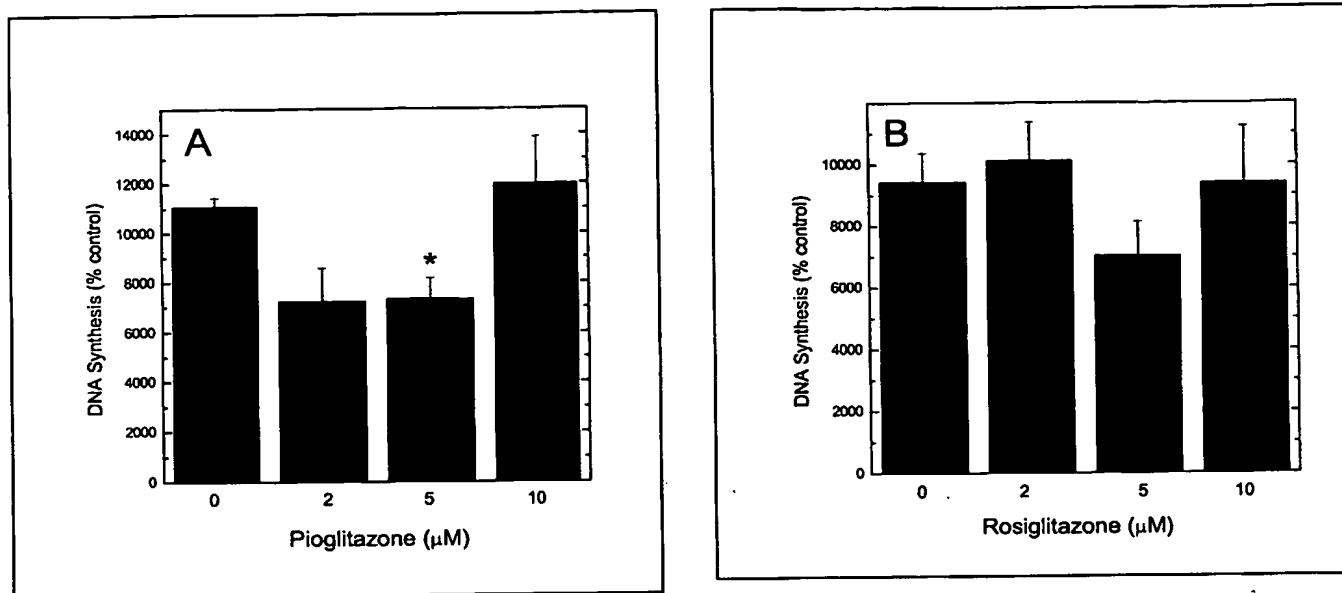 A
DNA Synthesis (% control)
14000
12000
10000
8000
6000
4000
2000
0
*
0 2 5 10
Pioglitazone (μM)
B
DNA Synthesis (% control)
10000
8000
6000
4000
2000
0
0 2 5 10
Rosiglitazone (μM)